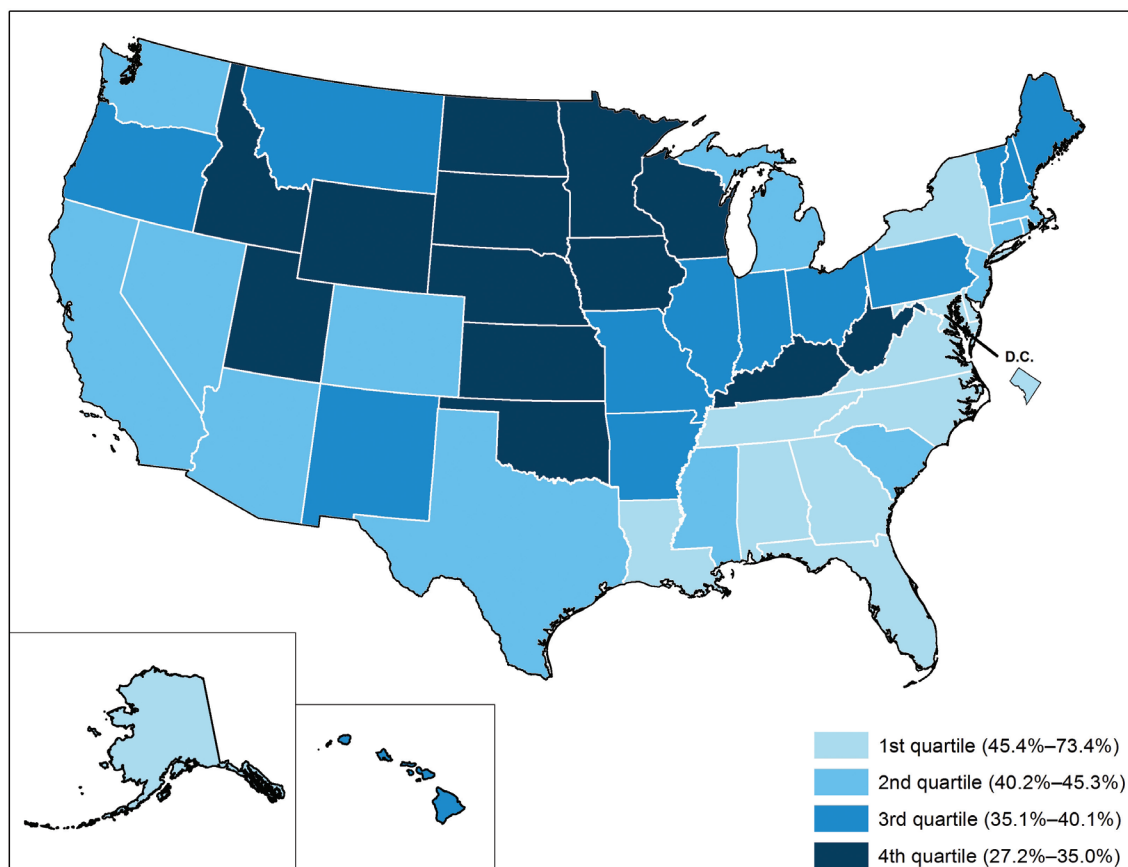 D.C.
1st quartile (45.4%–73.4%)
2nd quartile (40.2%–45.3%)
3rd quartile (35.1%–40.1%)
4th quartile (27.2%–35.0%)